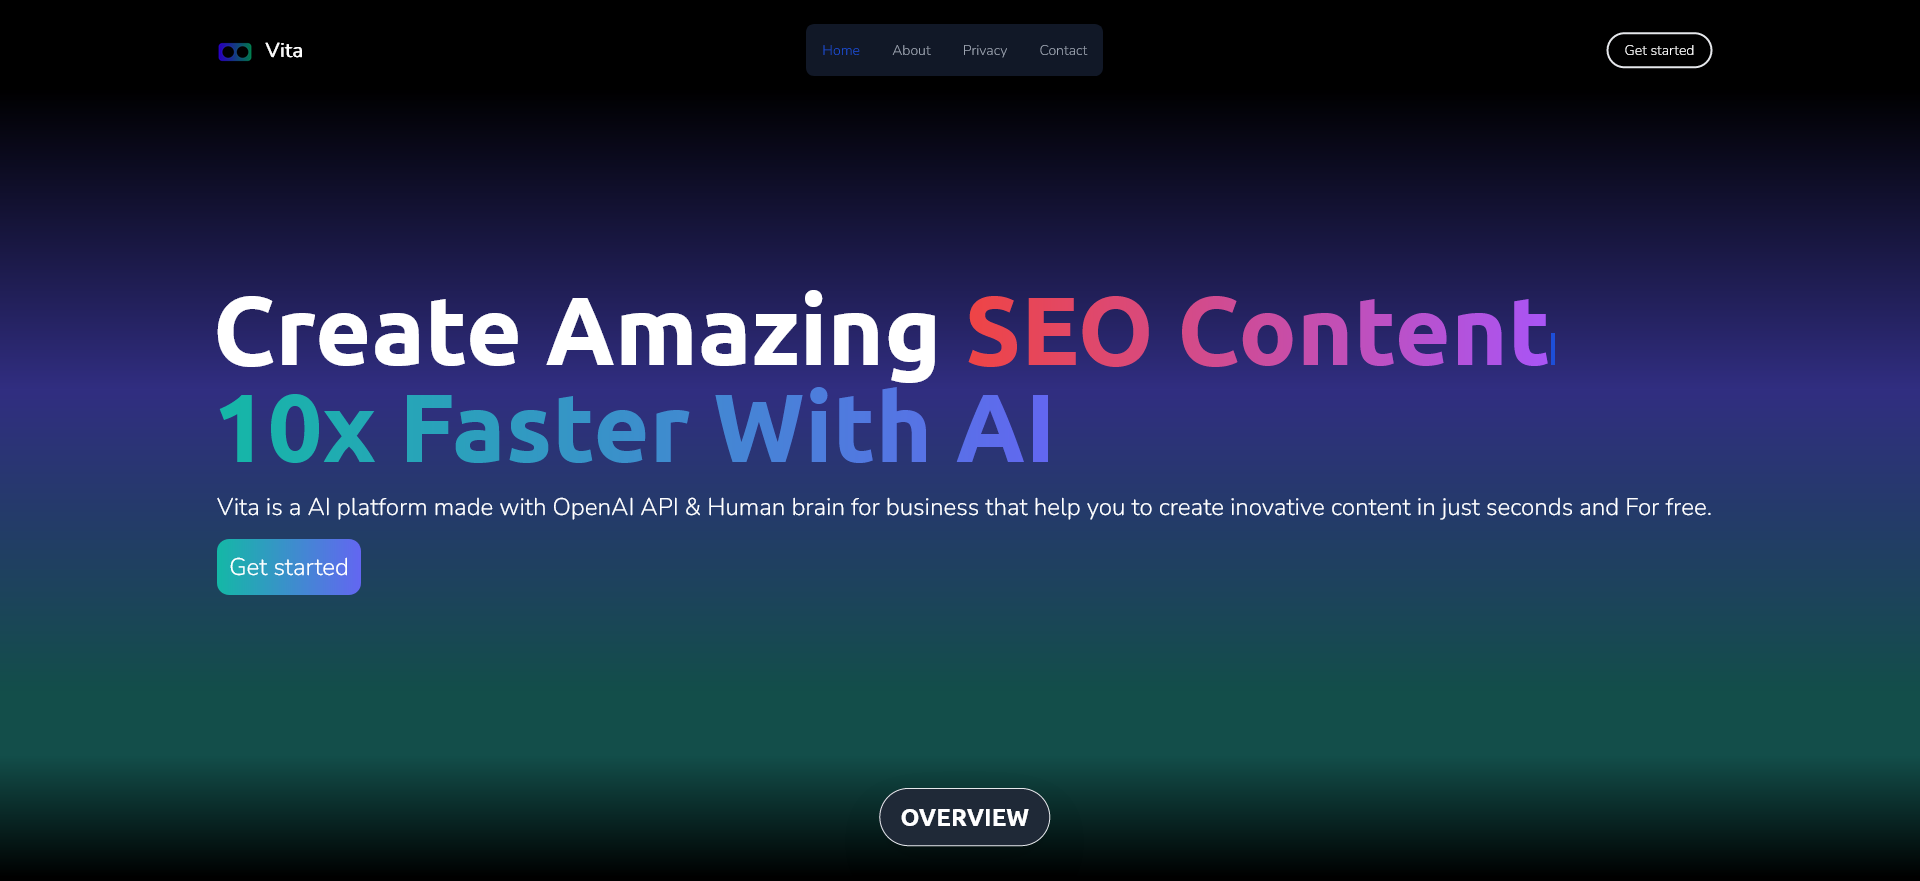 Vita
Home About Privacy Contact
Get started
Create Amazing SEO Content
10x Faster With AI
Vita is a AI platform made with OpenAI API & Human brain for business that help you to create inovative content in just seconds and For free.
Get started
OVERVIEW